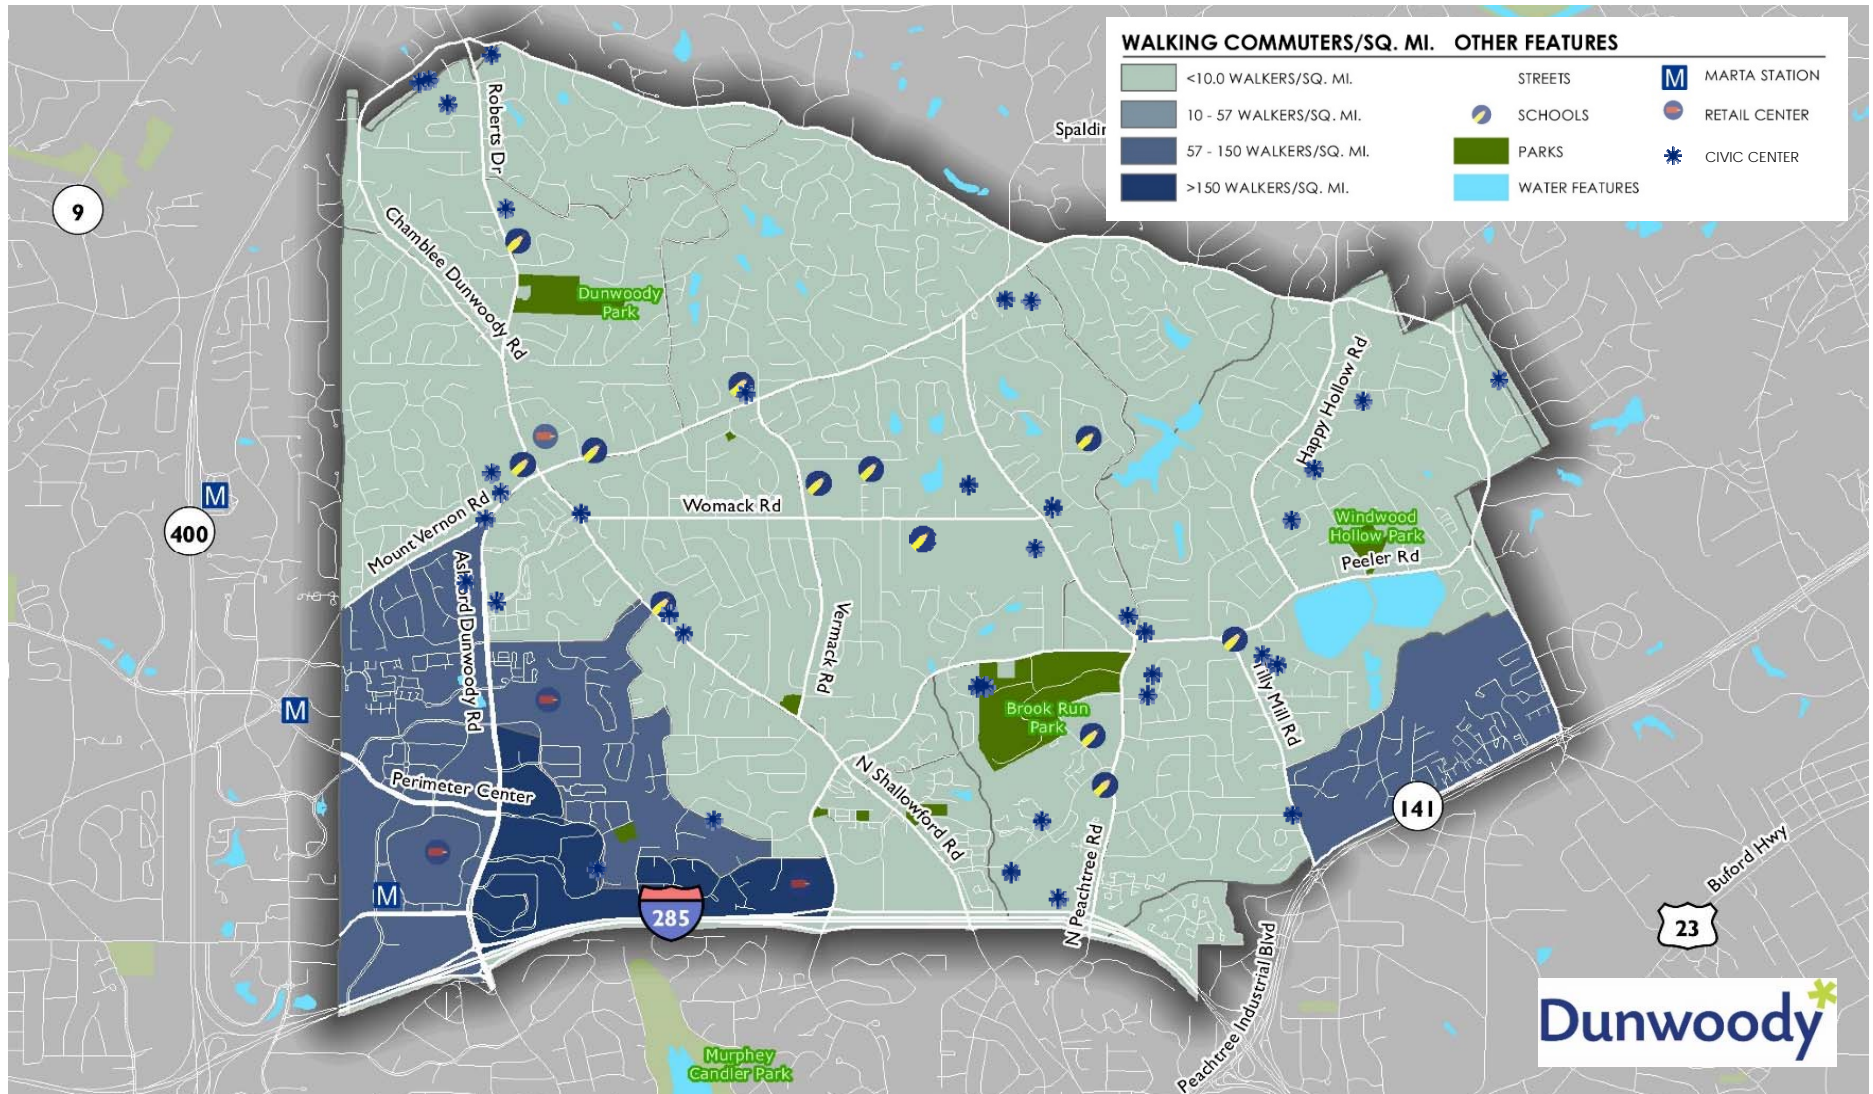 WALKING COMMUTERS/SQ. MI. OTHER FEATURES
<10.0 WALKERS/SQ. MI.
10 - 57 WALKERS/SQ. MI.
57 - 150 WALKERS/SQ. MI.
>150 WALKERS/SQ. MI.
STREETS
SCHOOLS
PARKS
WATER FEATURES
M MARTA STATION
RETAIL CENTER
CIVIC CENTER
Spaldin
Roberts Dr
9
Chamblee Dunwoody Rd
Dunwoody
Park
Happy Hollow Rd
M
400
Mount Vernon Rd
Womack Rd
Windwood
Hollow Park
Peeler Rd
Ashford Dunwoody Rd
Vermack Rd
M
Brook Run
Park
Tilly Mill Rd
Perimeter Center
N Shallowford Rd
141
M
285
N Peachtree Rd
Buford Hwy
23
Peachtree Industrial Blvd
Murphey
Candler Park
Dunwoody*